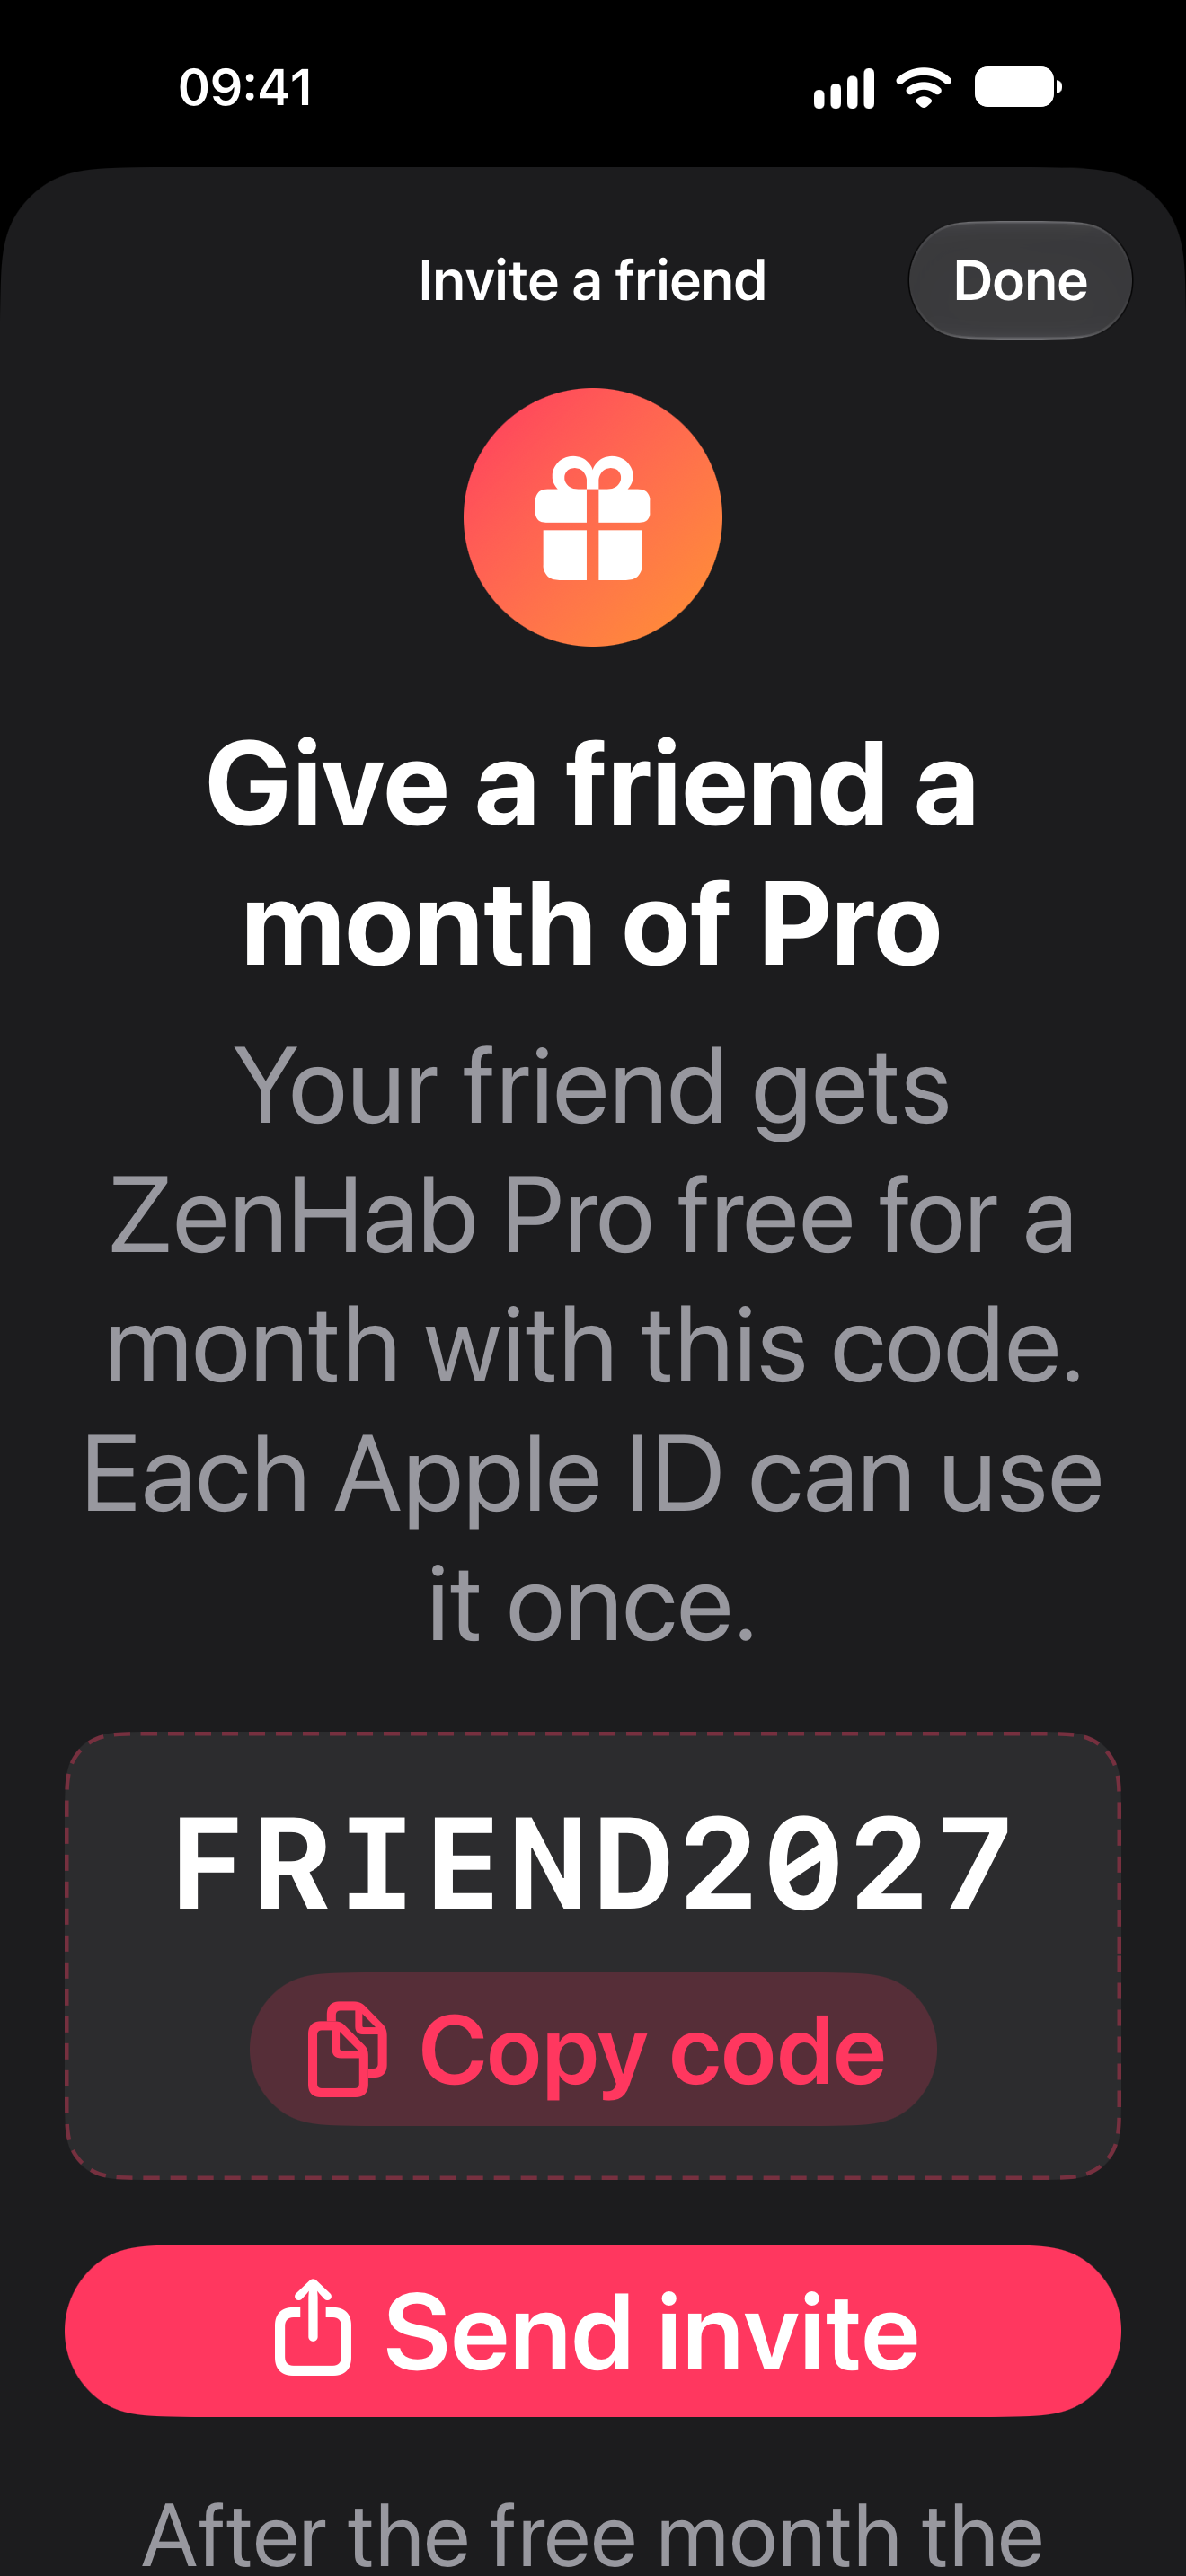 09:41
Invite a friend
Done
Give a friend a
month of Pro
Your friend gets
ZenHab Pro free for a
month with this code.
Each Apple ID can use
it once.
FRIEND2027
Copy code
Send invite
After the free month the